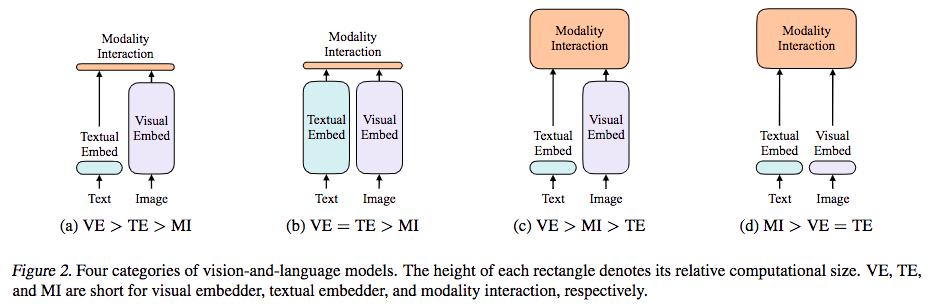 Modality
Interaction
Textual
Embed
Visual
Embed
Text
Image
(a) VE > TE > MI
Modality
Interaction
Textual
Embed
Visual
Embed
Text
Image
(b) VE = TE > MI
Modality
Interaction
Textual
Embed
Visual
Embed
Text
Image
(c) VE > MI > TE
Modality
Interaction
Textual
Embed
Visual
Embed
Text
Image
(d) MI > VE = TE
Figure 2. Four categories of vision-and-language models. The height of each rectangle denotes its relative computational size. VE, TE,
and MI are short for visual embedder, textual embedder, and modality interaction, respectively.